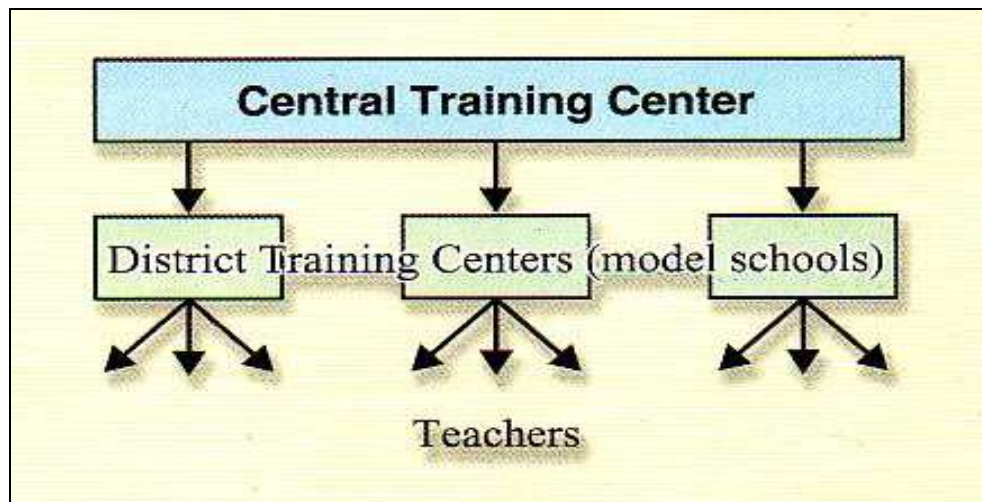 Central Training Center
District Training Centers (model schools)
Teachers